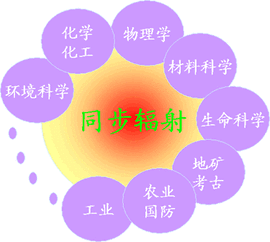 化学
化工
物理学
材料科学
环境科学
同步辐射
生命科学
地矿
考古
农业
国防
工业